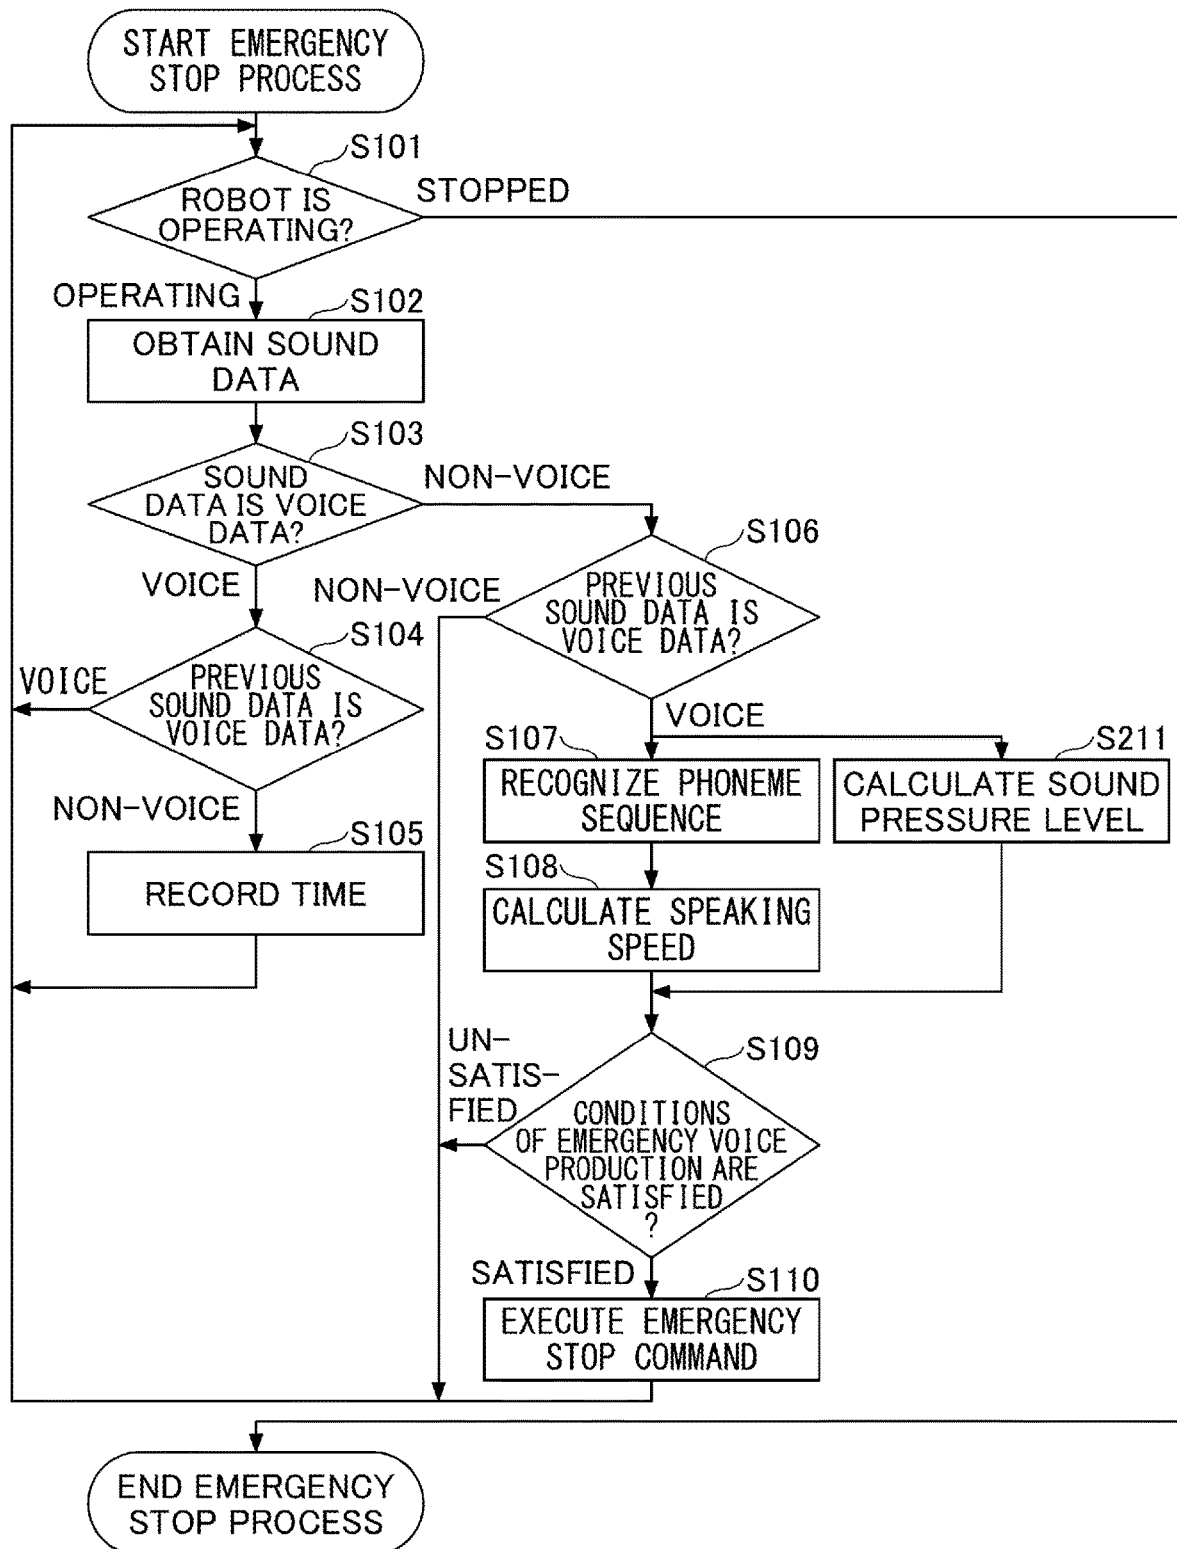 START EMERGENCY
STOP PROCESS
S101
ROBOT IS
OPERATING?
STOPPED
OPERATING
S102
OBTAIN SOUND
DATA
S103
SOUND
DATA IS VOICE
DATA?
NON-VOICE
VOICE
S106
PREVIOUS
SOUND DATA IS
VOICE DATA?
NON-VOICE
S104
PREVIOUS
SOUND DATA IS
VOICE DATA?
VOICE
VOICE
NON-VOICE
S105
RECORD TIME
S107
RECOGNIZE PHONEME
SEQUENCE
S211
CALCULATE SOUND
PRESSURE LEVEL
S108
CALCULATE SPEAKING
SPEED
UN-
SATIS-
FIED
S109
CONDITIONS
OF EMERGENCY VOICE
PRODUCTION ARE
SATISFIED
?
SATISFIED
S110
EXECUTE EMERGENCY
STOP COMMAND
END EMERGENCY
STOP PROCESS